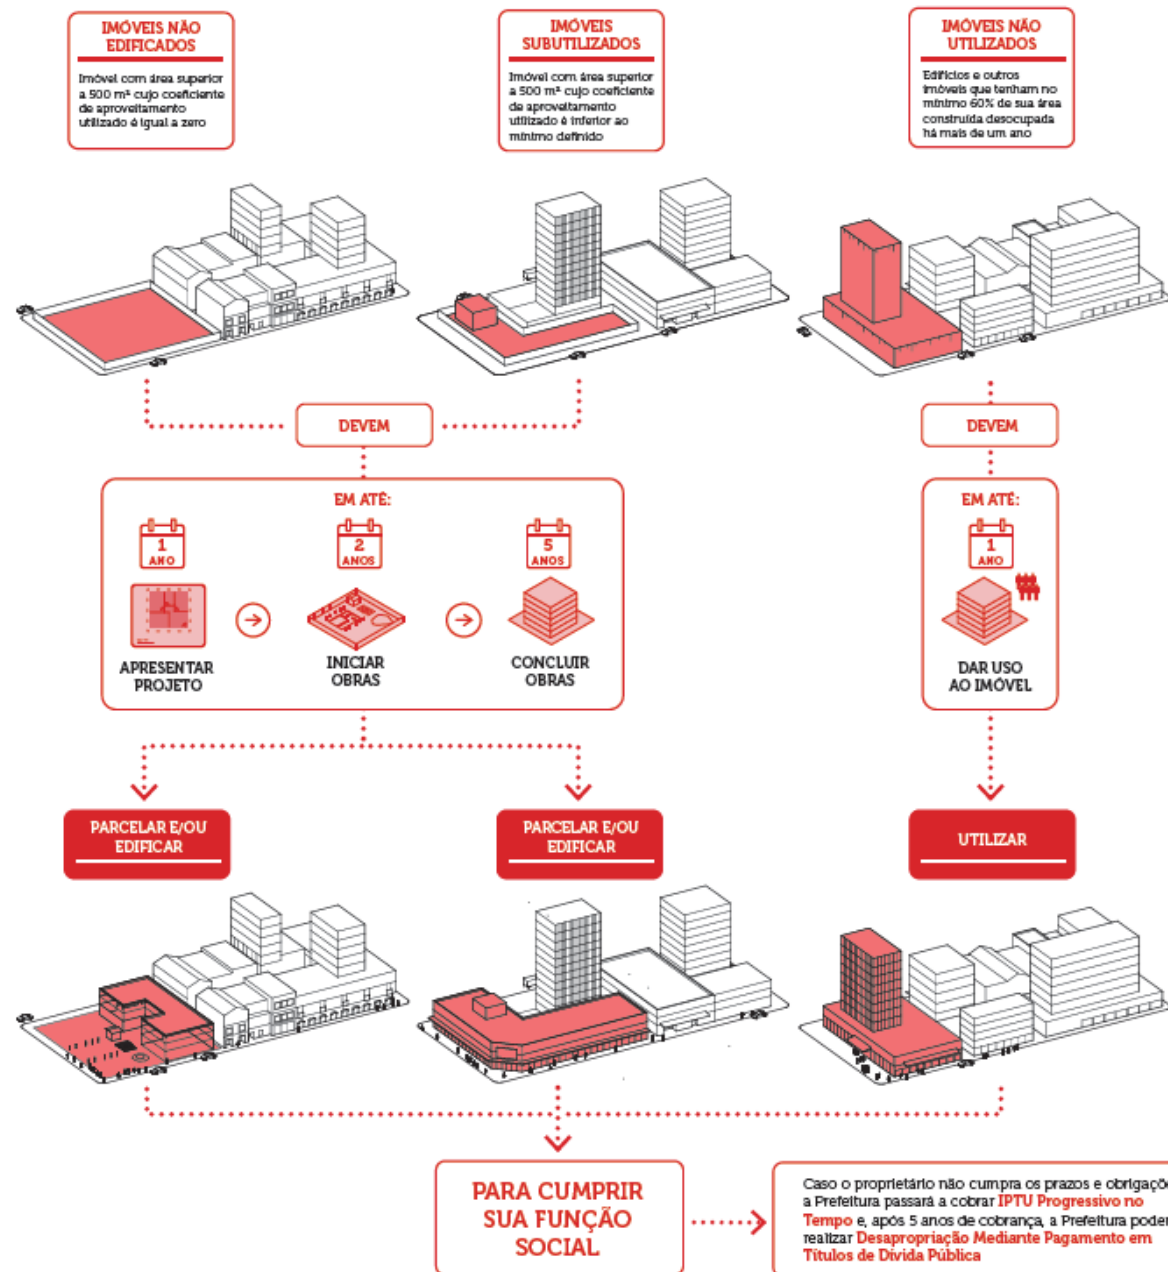 IMÓVEIS NÃO
EDIFICADOS
Imóvel com área superior
a 500 m² cujo coeficiente
de aproveitamento
utilizado é igual a zero
IMÓVEIS
SUBUTILIZADOS
Imóvel com área superior
a 500 m² cujo coeficiente
de aproveitamento
utilizado é inferior ao
mínimo definido
IMÓVEIS NÃO
UTILIZADOS
Edifícios e outros
imóveis que tenham no
mínimo 60% de sua área
construída desocupada
há mais de um ano
DEVEM
DEVEM
EM ATÉ:
1
ANO
2
ANOS
5
ANOS
APRESENTAR
PROJETO
INICIAR
OBRAS
CONCLUIR
OBRAS
EM ATÉ:
1
ANO
DAR USO
AO IMÓVEL
PARCELAR E/OU
EDIFICAR
PARCELAR E/OU
EDIFICAR
UTILIZAR
PARA CUMPRIR
SUA FUNÇÃO
SOCIAL
Caso o proprietário não cumpra os prazos e obrigaçõe
a Prefeitura passará a cobrar IPTU Progressivo no
Tempo e, após 5 anos de cobrança, a Prefeitura poder
realizar Desapropriação Mediante Pagamento em
Títulos de Dívida Pública